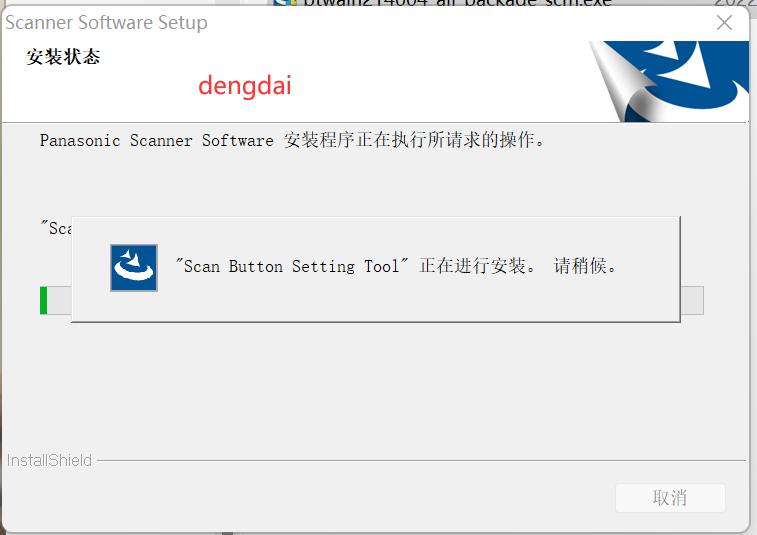 ptwain214004_all_package_scm.exe
2022
Scanner Software Setup
安装状态
dengdai
Panasonic Scanner Software 安装程序正在执行所请求的操作。
"Sca
"Scan Button Setting Tool" 正在进行安装。 请稍候。
InstallShield
取消